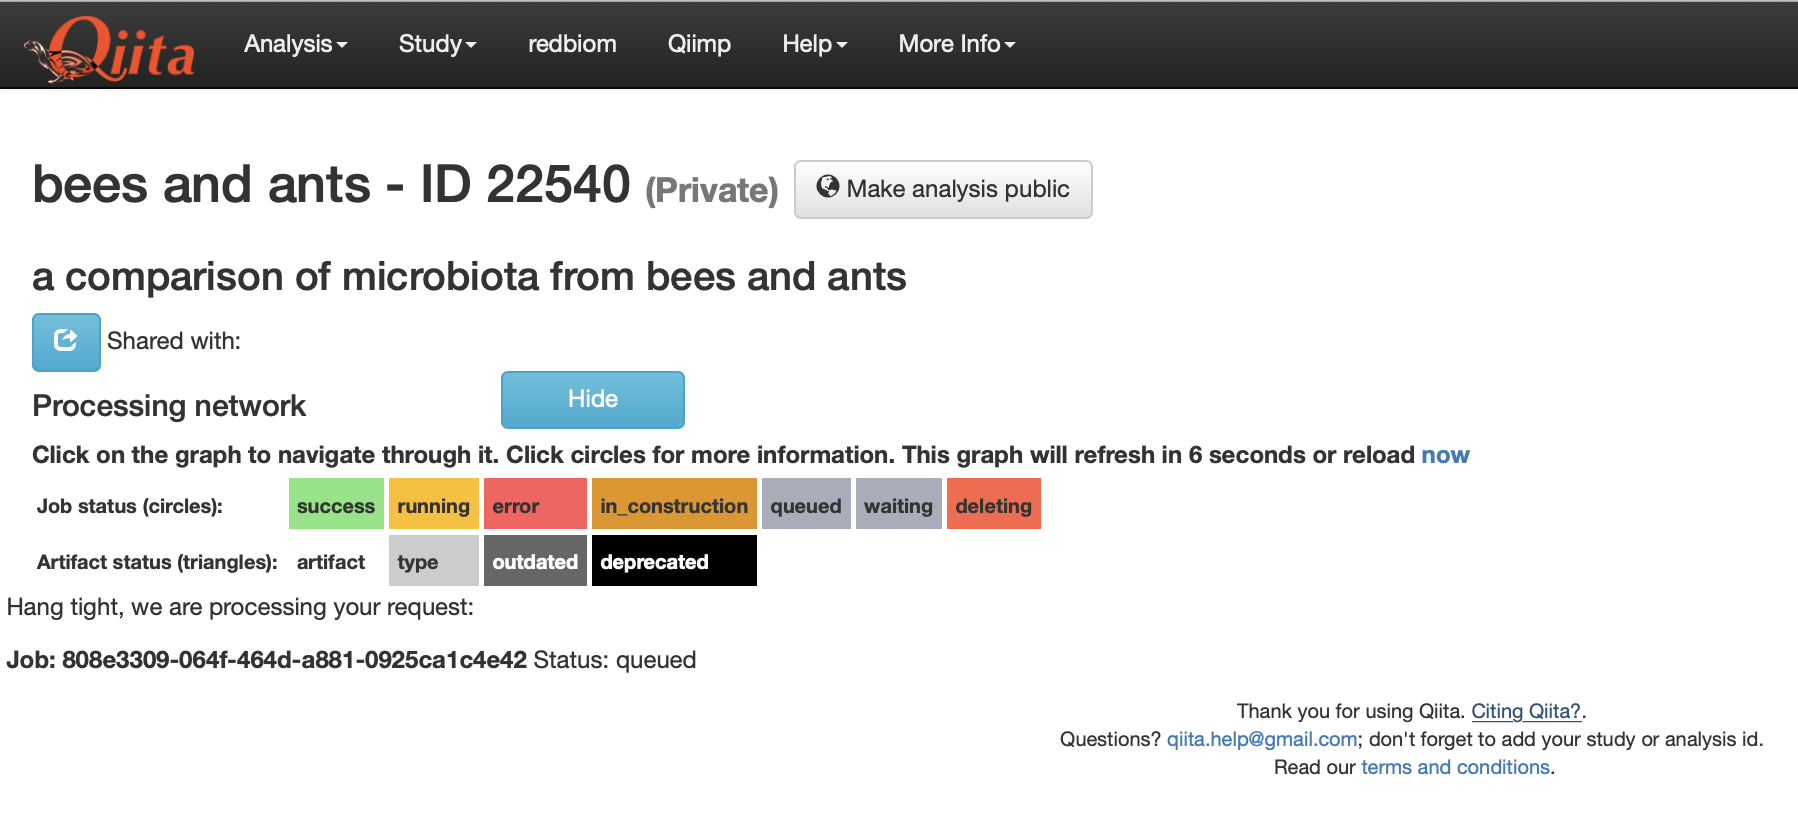 Qiita Analysis Study redbiom Qiimp Help More Info
bees and ants - ID 22540 (Private) Make analysis public
a comparison of microbiota from bees and ants
Shared with:
Processing network Hide
Click on the graph to navigate through it. Click circles for more information. This graph will refresh in 6 seconds or reload now
Job status (circles): success running error in_construction queued waiting deleting
Artifact status (triangles): artifact type outdated deprecated
Hang tight, we are processing your request:
Job: 808e3309-064f-464d-a881-0925ca1c4e42 Status: queued
Thank you for using Qiita. Citing Qiita?.
Questions? qiita.help@gmail.com; don't forget to add your study or analysis id.
Read our terms and conditions.